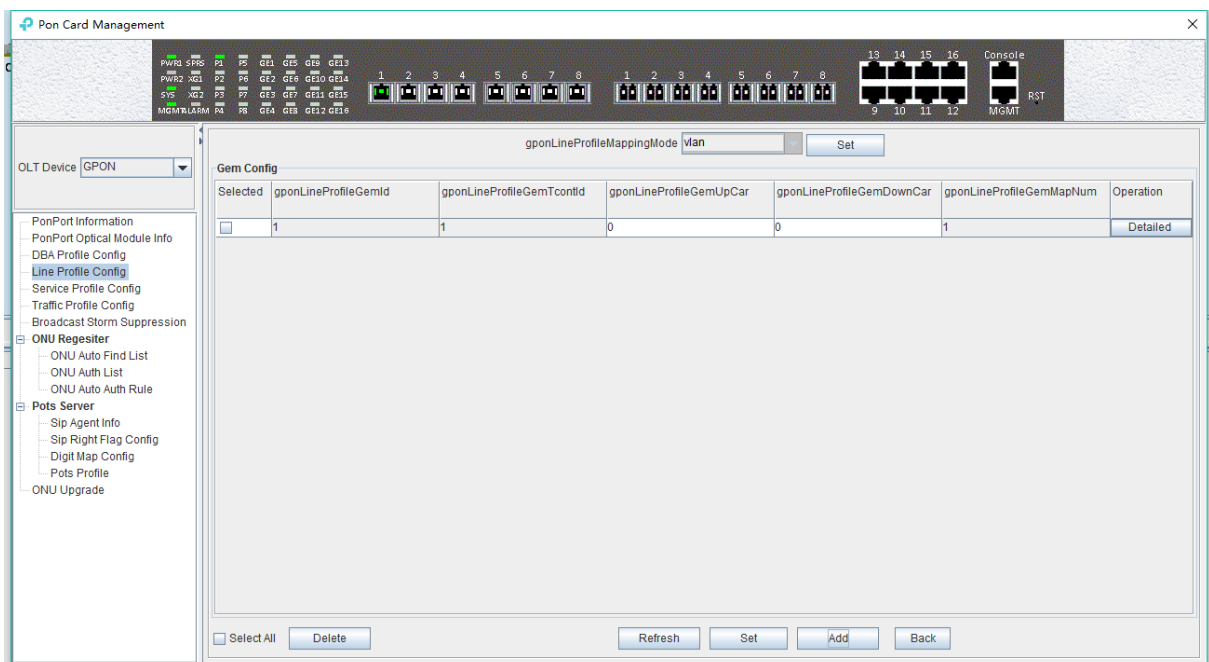 Pon Card Management
13 14 15 16 Console
PWR1 SPRS P1 P5 GE1 GE5 GE9 GE13
PWR2 XG1 P2 P6 GE2 GE6 GE10 GE14
1 2 3 4 5 6 7 8 1 2 3 4 5 6 7 8
SYS XG2 P3 P7 GE3 GE7 GE11 GE15
RST
MGMT ALARM P4 P8 GE4 GE8 GE12 GE16
9 10 11 12 MGMT
gponLineProfileMappingMode vlan Set
OLT Device GPON
Gem Config
Selected gponLineProfileGemId gponLineProfileGemTcontId gponLineProfileGemUpCar gponLineProfileGemDownCar gponLineProfileGemMapNum Operation
1 1 0 0 1 Detailed
PonPort Information
PonPort Optical Module Info
DBA Profile Config
Line Profile Config
Service Profile Config
Traffic Profile Config
Broadcast Storm Suppression
ONU Regesiter
ONU Auto Find List
ONU Auth List
ONU Auto Auth Rule
Pots Server
Sip Agent Info
Sip Right Flag Config
Digit Map Config
Pots Profile
ONU Upgrade
Select All Delete Refresh Set Add Back